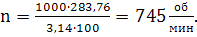 n = 1000·283,76 / 3,14·100 = 745 об/мин.